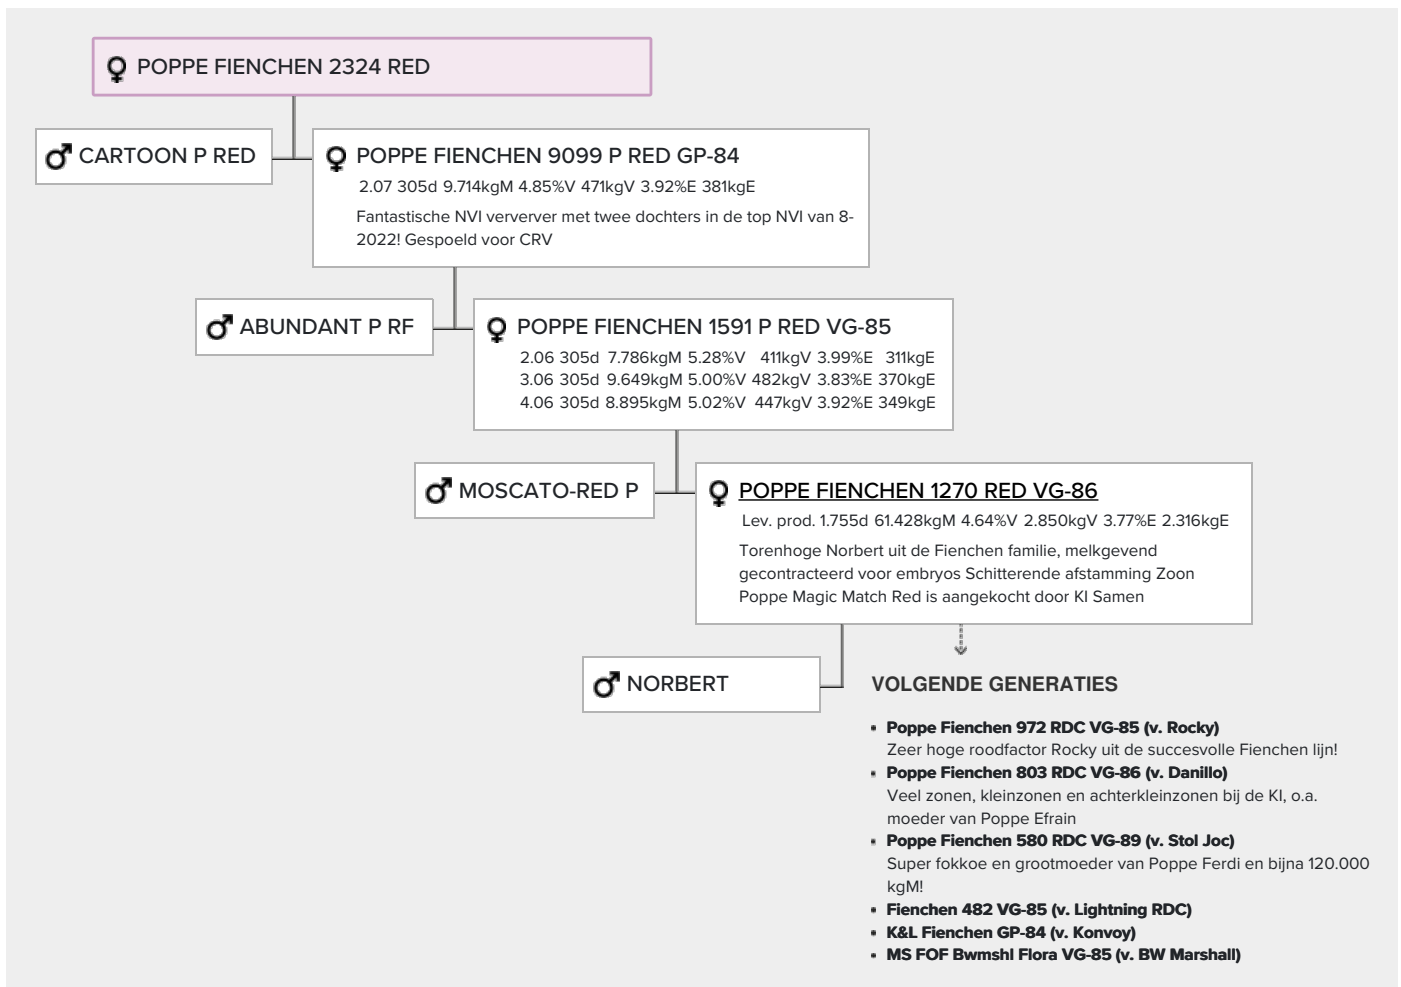 POPPE FIENCHEN 2324 RED
CARTOON P RED
POPPE FIENCHEN 9099 P RED GP-84
2.07 305d 9.714kgM 4.85%V 471kgV 3.92%E 381kgE
Fantastische NVI ververver met twee dochters in de top NVI van 8-
2022! Gespoeld voor CRV
ABUNDANT P RF
POPPE FIENCHEN 1591 P RED VG-85
2.06 305d 7.786kgM 5.28%V 411kgV 3.99%E 311kgE
3.06 305d 9.649kgM 5.00%V 482kgV 3.83%E 370kgE
4.06 305d 8.895kgM 5.02%V 447kgV 3.92%E 349kgE
MOSCATO-RED P
POPPE FIENCHEN 1270 RED VG-86
Lev. prod. 1.755d 61.428kgM 4.64%V 2.850kgV 3.77%E 2.316kgE
Torenhoge Norbert uit de Fienchen familie, melkgevend
gecontracteerd voor embryos Schitterende afstamming Zoon
Poppe Magic Match Red is aangekocht door KI Samen
NORBERT
VOLGENDE GENERATIES
• Poppe Fienchen 972 RDC VG-85 (v. Rocky)
Zeer hoge roodfactor Rocky uit de succesvolle Fienchen lijn!
• Poppe Fienchen 803 RDC VG-86 (v. Danillo)
Veel zonen, kleinzonen en achterkleinzonen bij de KI, o.a.
moeder van Poppe Efrain
• Poppe Fienchen 580 RDC VG-89 (v. Stol Joc)
Super fokkoe en grootmoeder van Poppe Ferdi en bijna 120.000
kgM!
• Fienchen 482 VG-85 (v. Lightning RDC)
• K&L Fienchen GP-84 (v. Konvoy)
• MS FOF Bwmshl Flora VG-85 (v. BW Marshall)